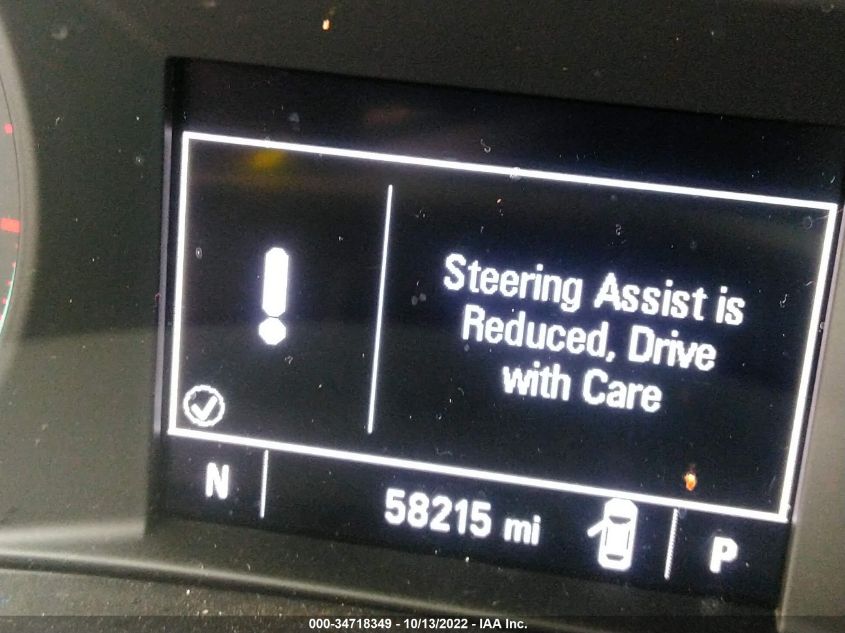 Steering Assist is
Reduced, Drive
with Care
N
58215 mi
P
000-34718349 - 10/13/2022 - IAA Inc.